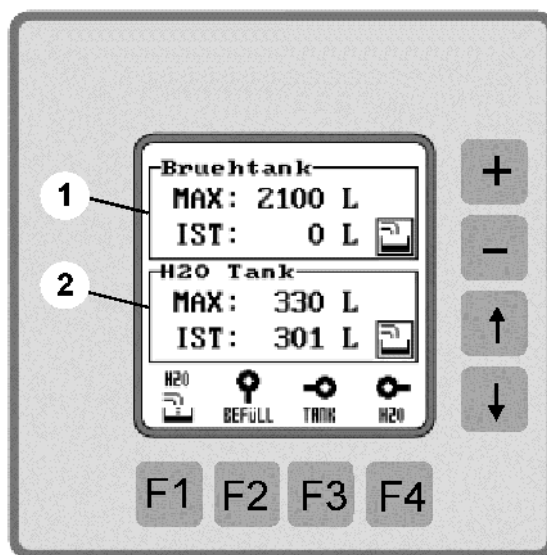 Bruehtank
MAX: 2100 L
IST: 0 L
H2O Tank
MAX: 330 L
IST: 301 L
H2O BEFÜLL TANK H2O
1
2
+
-
↑
↓
F1 F2 F3 F4